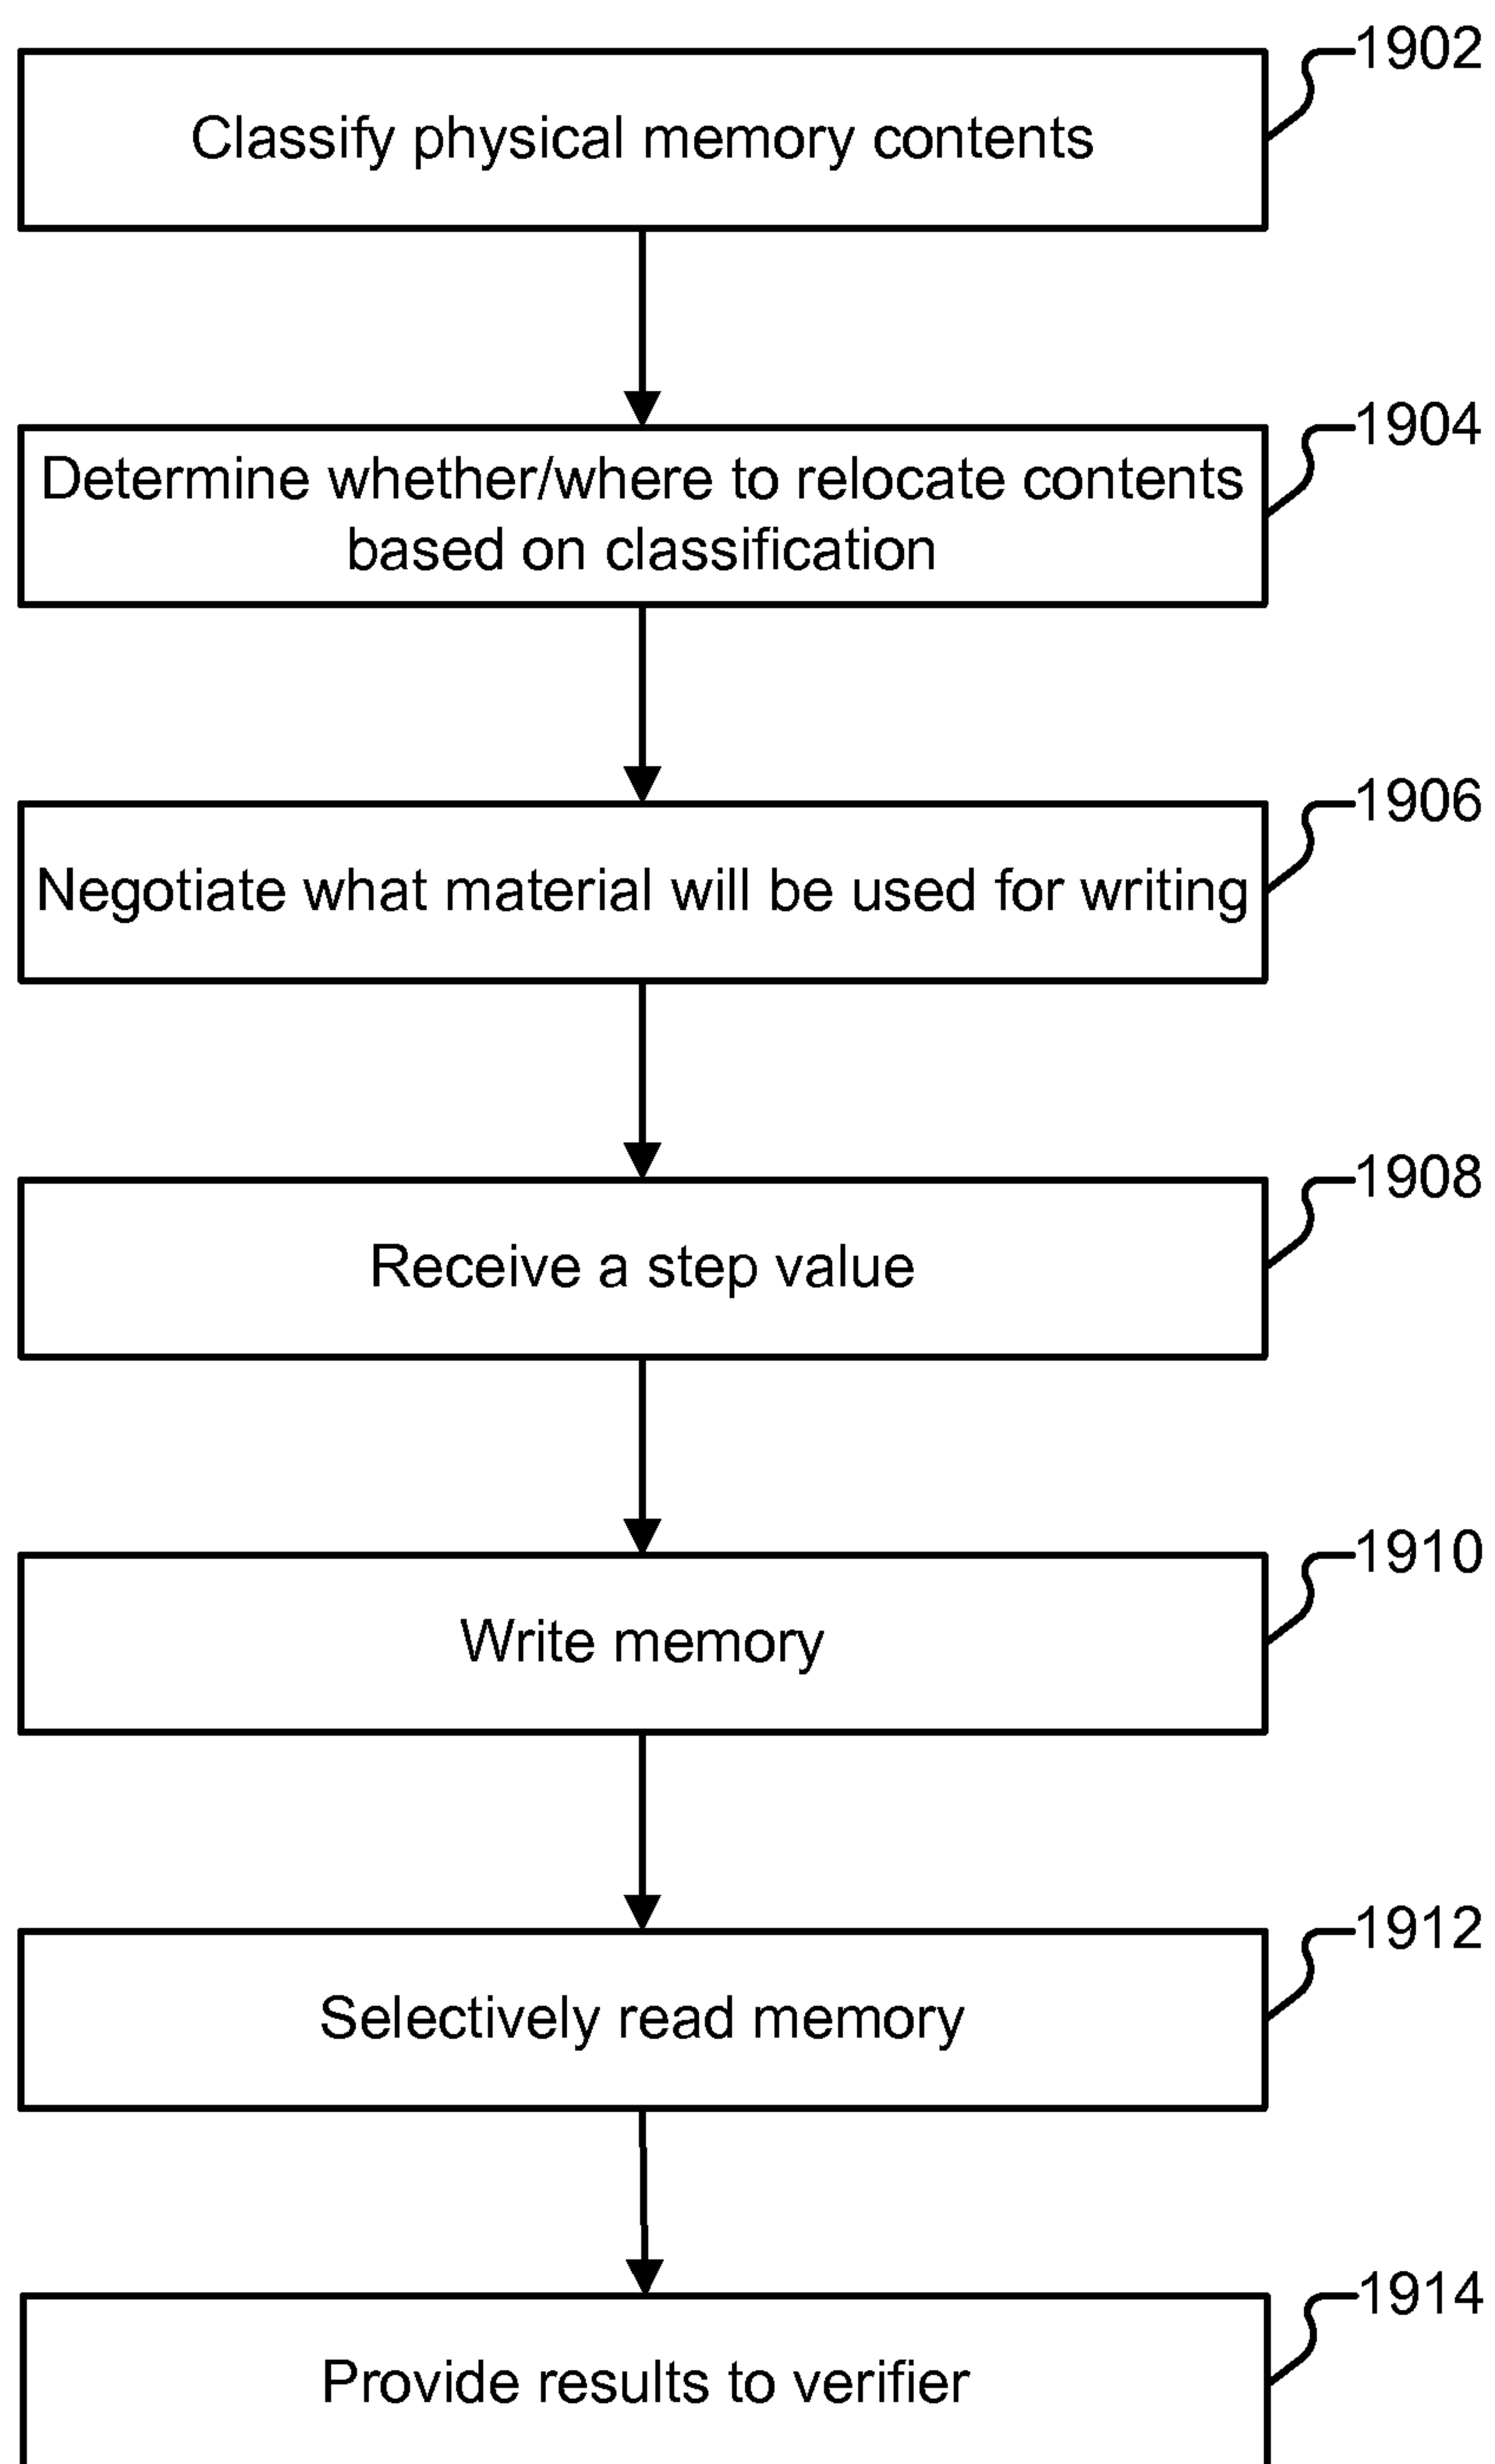 1902
Classify physical memory contents
1904
Determine whether/where to relocate contents
based on classification
1906
Negotiate what material will be used for writing
1908
Receive a step value
1910
Write memory
1912
Selectively read memory
1914
Provide results to verifier